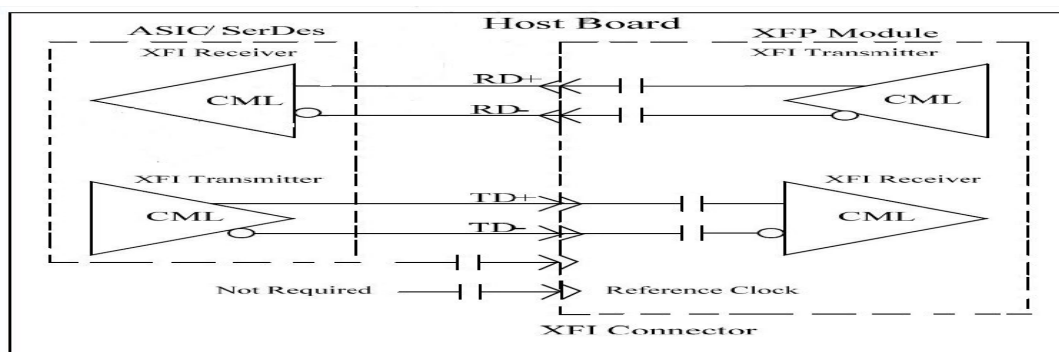 Host Board
ASIC/ SerDes
XFI Receiver
XFP Module
XFI Transmitter
CML
RD+
RD-
CML
XFI Transmitter
CML
TD+
TD-
XFI Receiver
CML
Not Required
Reference Clock
XFI Connector